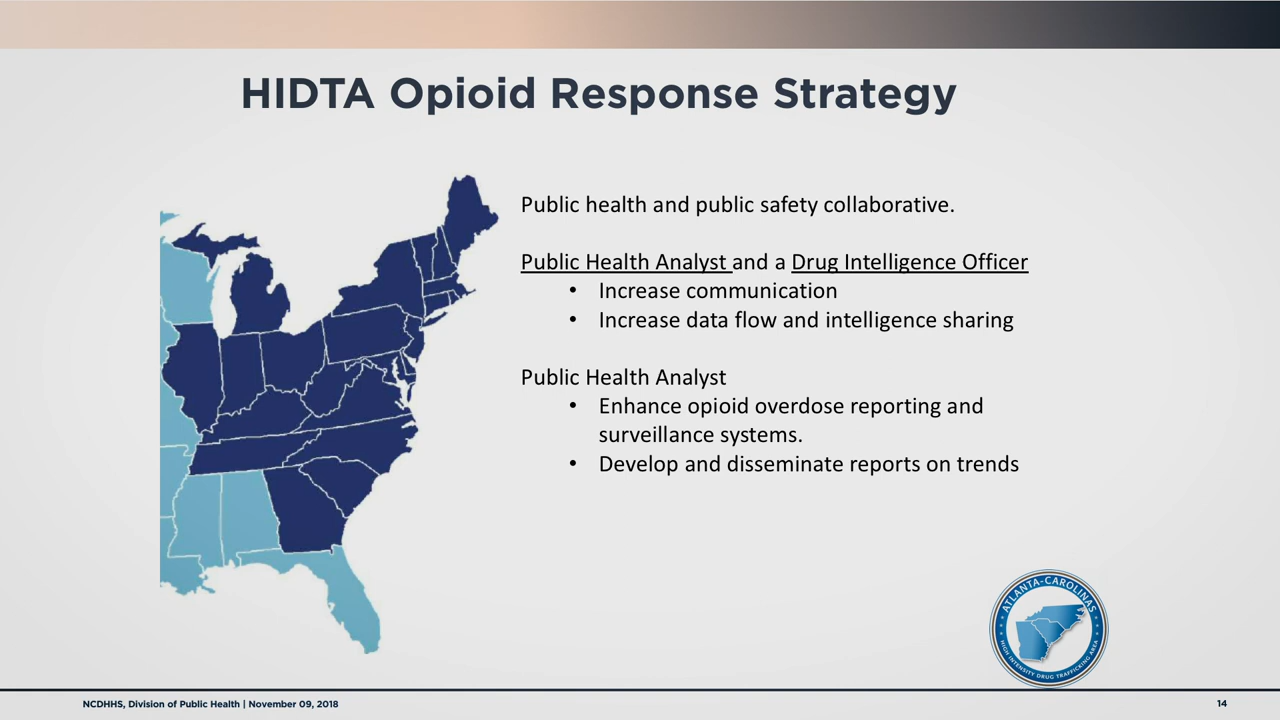 HIDTA Opioid Response Strategy
Public health and public safety collaborative.
Public Health Analyst and a Drug Intelligence Officer
• Increase communication
• Increase data flow and intelligence sharing
Public Health Analyst
• Enhance opioid overdose reporting and
surveillance systems.
• Develop and disseminate reports on trends
ATLANTA-CAROLINAS
HIGH INTENSITY DRUG TRAFFICKING AREA
NCDHHS, Division of Public Health | November 09, 2018
14